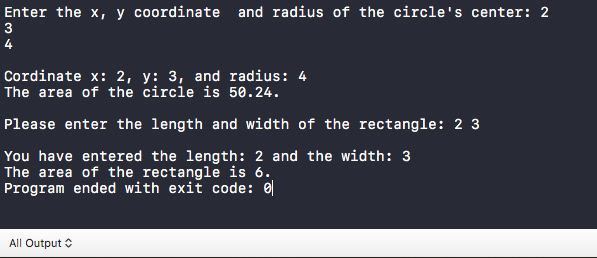 Enter the x, y coordinate  and radius of the circle's center: 2
3
4
Cordinate x: 2, y: 3, and radius: 4
The area of the circle is 50.24.
Please enter the length and width of the rectangle: 2 3
You have entered the length: 2 and the width: 3
The area of the rectangle is 6.
Program ended with exit code: 0
All Output